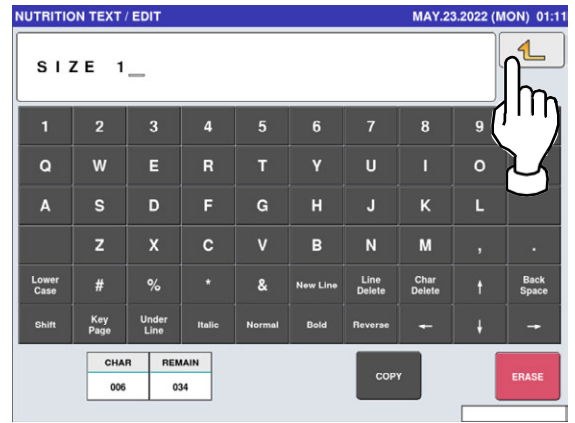 NUTRITION TEXT / EDIT MAY.23.2022 (MON) 01:11
SIZE 1_
1 2 3 4 5 6 7 8 9
Q W E R T Y U I O
A S D F G H J K L
Z X C V B N M , .
Lower Case # % * & New Line Line Delete Char Delete ↑ Back Space
Shift Key Page Under Line Italic Normal Bold Reverse ← ↓ →
CHAR REMAIN
006 034
COPY
ERASE